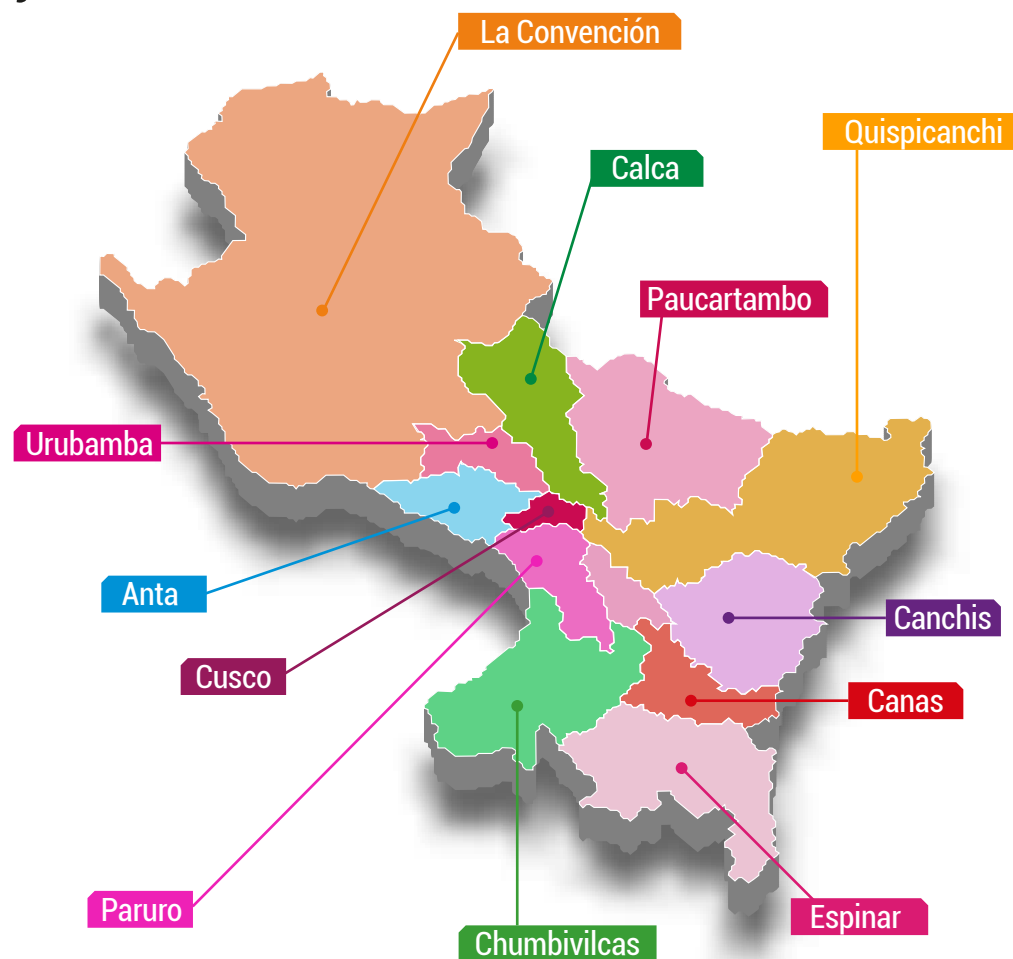 La Convención
Quispicanchi
Calca
Paucartambo
Urubamba
Anta
Canchis
Cusco
Canas
Paruro
Espinar
Chumbivilcas